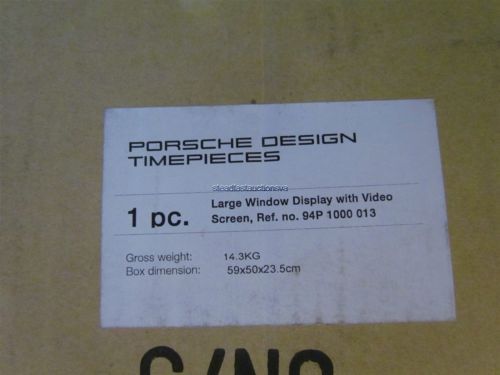 PORSCHE DESIGN
TIMEPIECES
steadfastauctionsva
1 pc.
Large Window Display with Video
Screen, Ref. no. 94P 1000 013
Gross weight: 14.3KG
Box dimension: 59x50x23.5cm